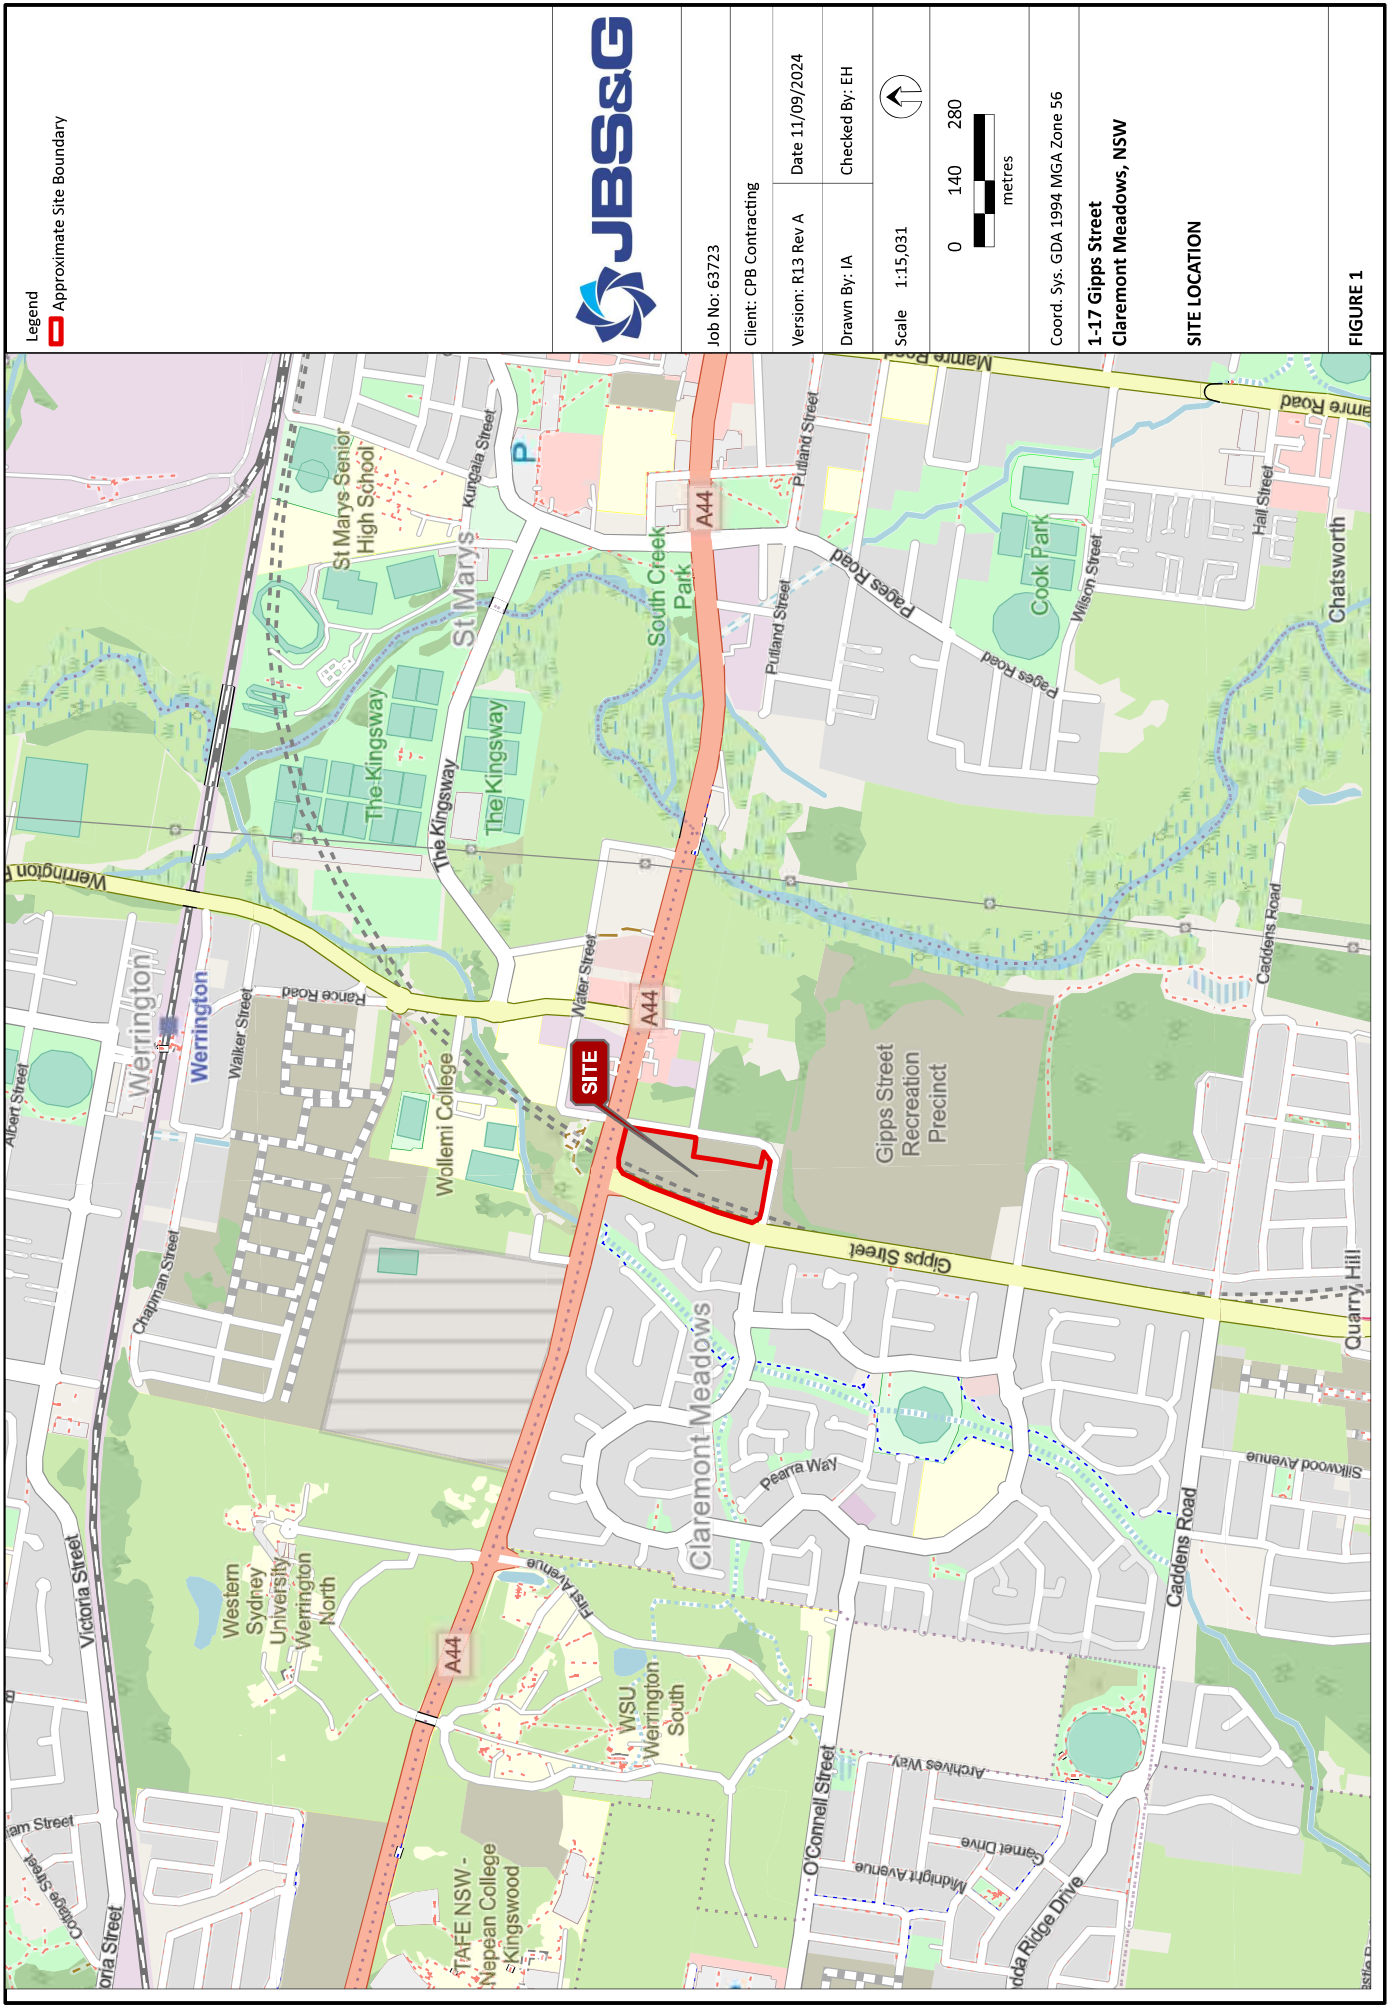 Legend
Approximate Site Boundary
JBS&G
Job No: 63723
Client: CPB Contracting
Version: R13 Rev A
Date 11/09/2024
Drawn By: IA
Checked By: EH
Scale 1:15,031
0 140 280
metres
Coord. Sys. GDA 1994 MGA Zone 56
1-17 Gipps Street
Claremont Meadows, NSW
SITE LOCATION
FIGURE 1
SITE
Albert Street
Werrington
Werrington
Walker Street
Rance Road
Chapman Street
Victoria Street
Cottage Street
Western
Sydney
University
Werrington
North
Wollemi College
Water Street
The Kingsway
The Kingsway
The Kingsway
St Marys Senior
High School
Kungala Street
St Marys
P
South Creek
Park
A44
A44
A44
Putland Street
Putland Street
Pages Road
Pages Road
Mamre Road
Cook Park
Wilson Street
Hall Street
Chatsworth
Gipps Street
Recreation
Precinct
Gipps Street
Caddens Road
Caddens Road
Quarry Hill
Silkwood Avenue
Claremont Meadows
Pearra Way
First Avenue
WSU
Werrington
South
TAFE NSW -
Nepean College
Kingswood
O'Connell Street
Archives Way
Garnet Drive
Midnight Avenue
Ridge Drive